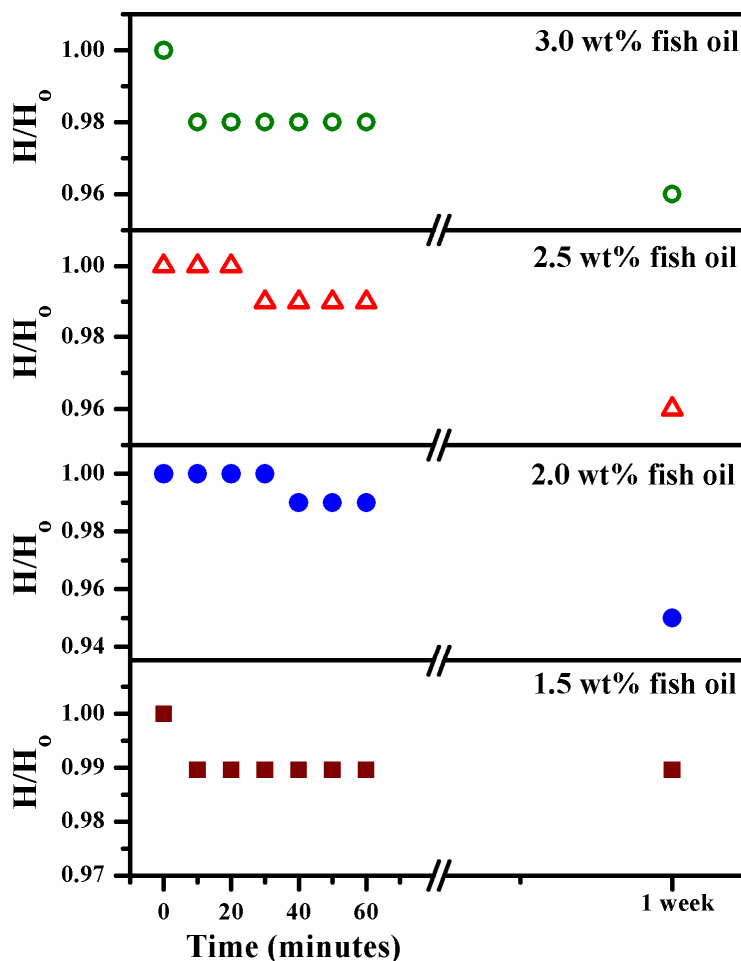 3.0 wt% fish oil
H/Ho
1.00
0.98
0.96
2.5 wt% fish oil
H/Ho
1.00
0.98
0.96
2.0 wt% fish oil
H/Ho
1.00
0.98
0.96
0.94
1.5 wt% fish oil
H/Ho
1.00
0.99
0.98
0.97
0 20 40 60 1 week
Time (minutes)